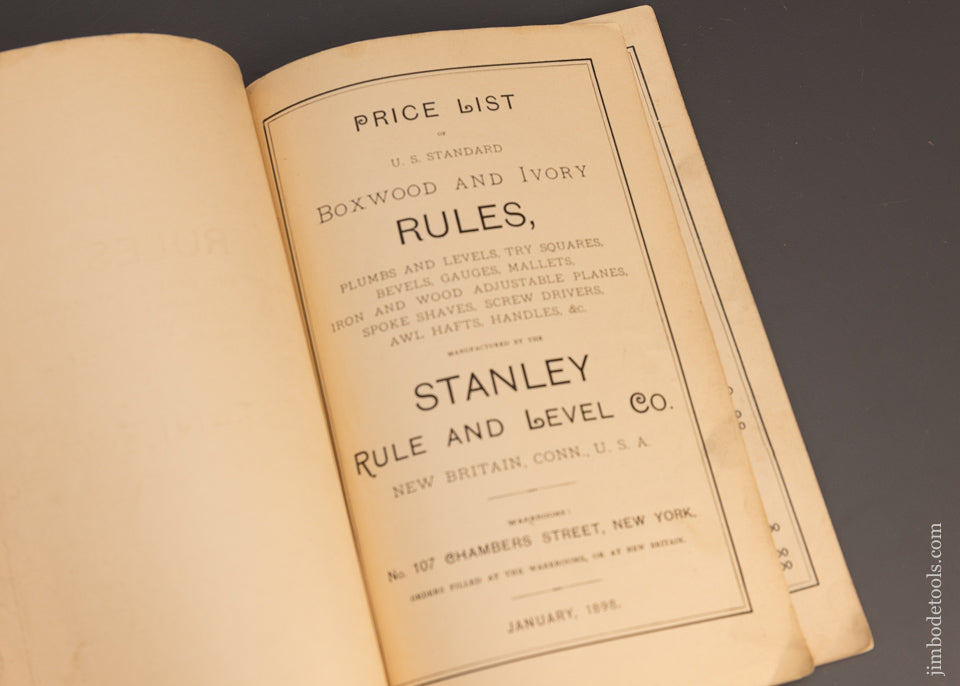 PRICE LIST
OF
U. S. STANDARD
BOXWOOD AND IVORY
RULES,
PLUMBS AND LEVELS, TRY SQUARES,
BEVELS, GAUGES, MALLETS,
IRON AND WOOD ADJUSTABLE PLANES,
SPOKE SHAVES, SCREW DRIVERS,
AWL HAFTS, HANDLES, &c.
MANUFACTURED BY THE
STANLEY
RULE AND LEVEL CO.
NEW BRITAIN, CONN., U. S. A.
WAREROOMS:
No. 107 CHAMBERS STREET, NEW YORK.
ORDERS FILLED AT THE WAREROOMS, OR AT NEW BRITAIN.
JANUARY, 1898.
jimbodetools.com